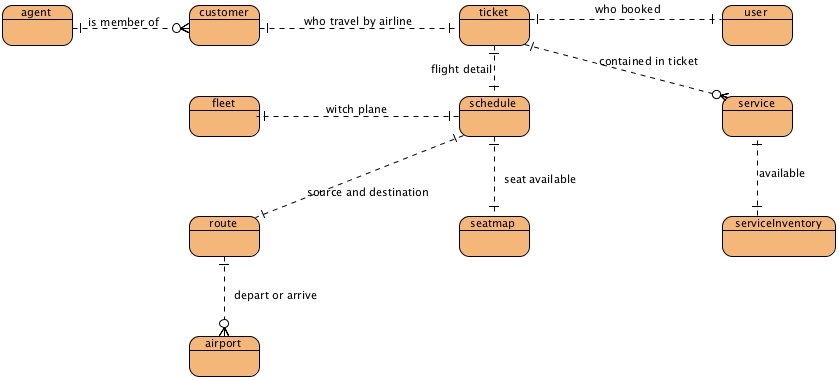 agent
is member of
customer
who travel by airline
ticket
who booked
user
flight detail
contained in ticket
fleet
witch plane
schedule
service
source and destination
seat available
available
route
seatmap
serviceInventory
depart or arrive
airport